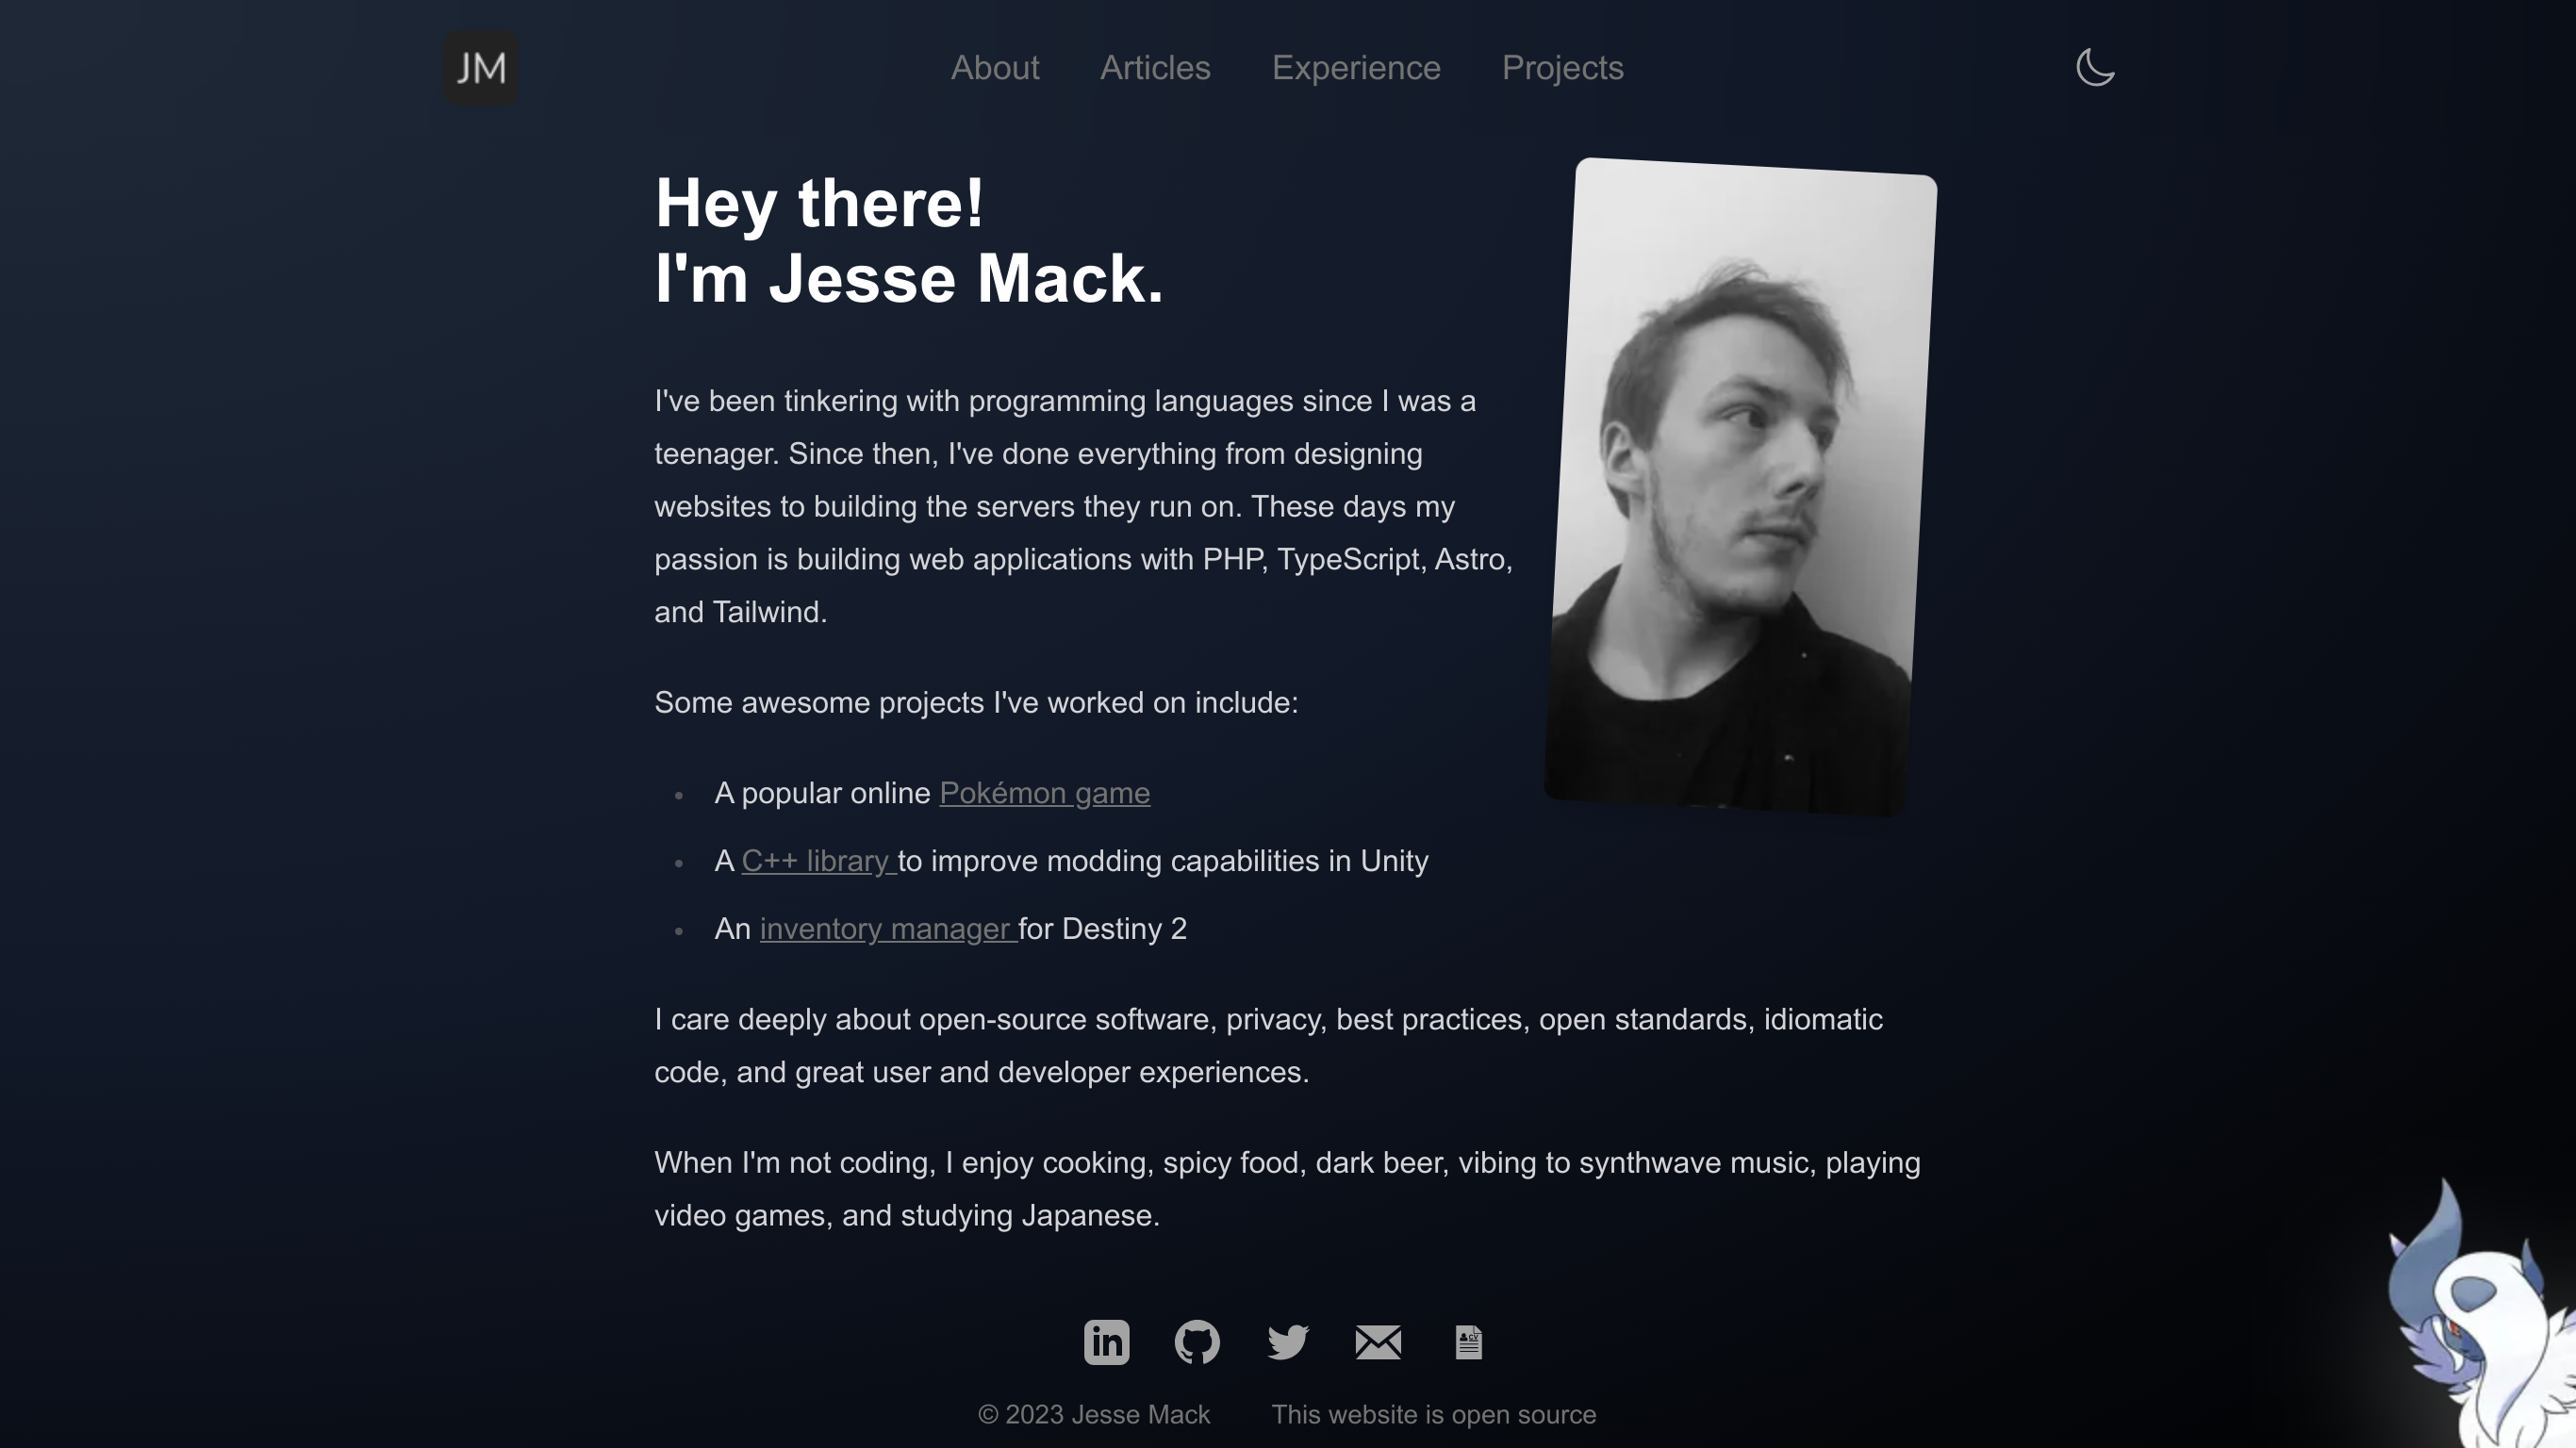 JM
About Articles Experience Projects
Hey there!
I'm Jesse Mack.
I've been tinkering with programming languages since I was a
teenager. Since then, I've done everything from designing
websites to building the servers they run on. These days my
passion is building web applications with PHP, TypeScript, Astro,
and Tailwind.
Some awesome projects I've worked on include:
• A popular online Pokémon game
• A C++ library to improve modding capabilities in Unity
• An inventory manager for Destiny 2
I care deeply about open-source software, privacy, best practices, open standards, idiomatic
code, and great user and developer experiences.
When I'm not coding, I enjoy cooking, spicy food, dark beer, vibing to synthwave music, playing
video games, and studying Japanese.
in CV
© 2023 Jesse Mack This website is open source